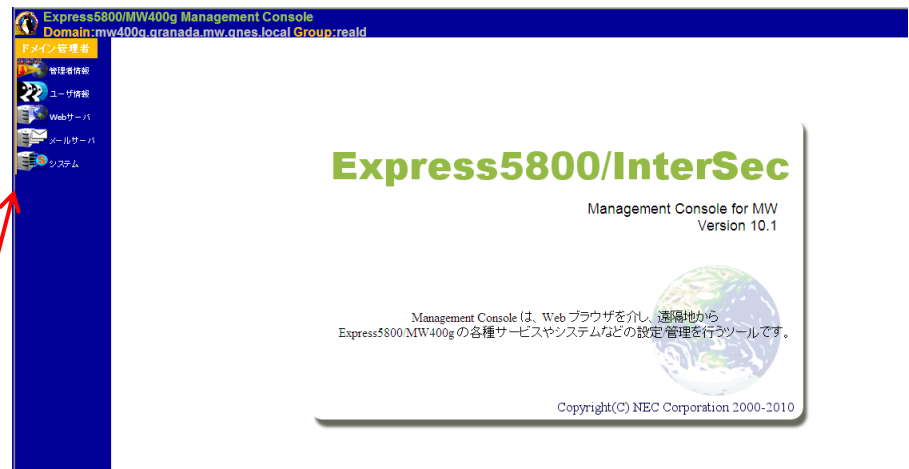 Express5800/MW400g Management Console
Domain:mw400g.granada.mw.gnes.local Group:reald
ドメイン管理者
管理者情報
ユーザ情報
Webサーバ
メールサーバ
システム
Express5800/InterSec
Management Console for MW
Version 10.1
Management Console は、Web ブラウザを介し、遠隔地から
Express5800/MW400g の各種サービスやシステムなどの設定管理を行うツールです。
Copyright(C) NEC Corporation 2000-2010